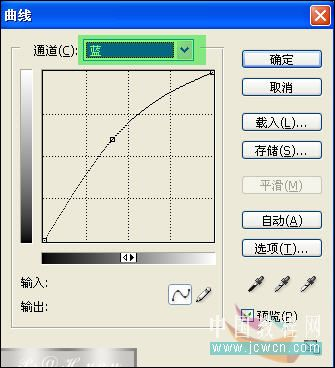 曲线
通道(C): 蓝
确定
取消
载入(L)...
存储(S)...
平滑(M)
自动(A)
选项(T)...
输入:
输出:
预览(P)
中国教程网
www.jcwcn.com